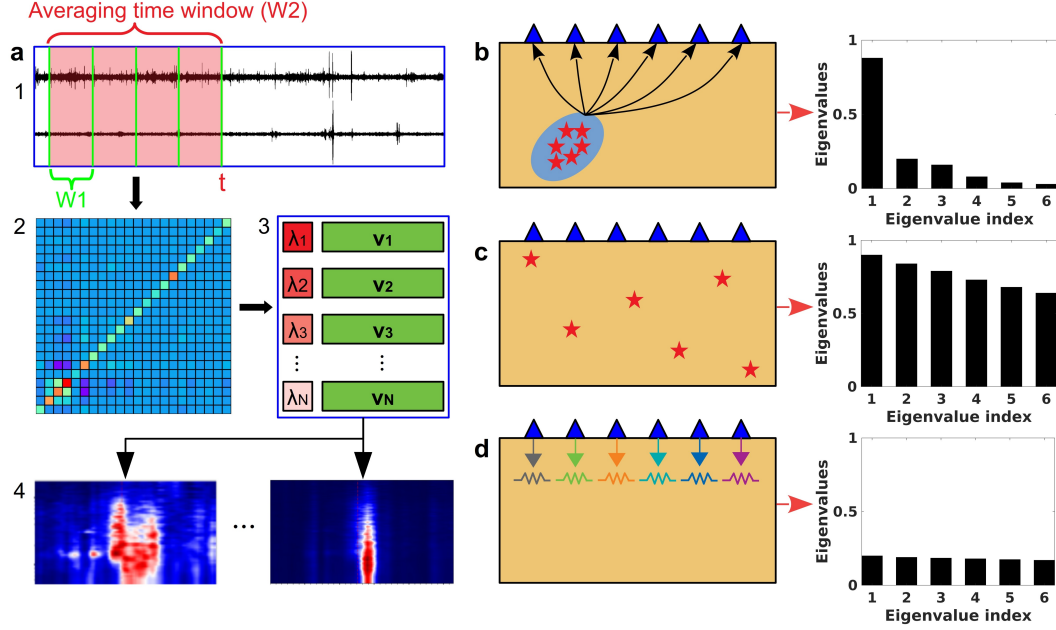 Averaging time window (W2)
a
1
W1
t
2
3
λ1 v1
λ2 v2
λ3 v3
⋮ ⋮
λN vN
4
...
b
Eigenvalues
1
0.5
0
1 2 3 4 5 6
Eigenvalue index
c
Eigenvalues
1
0.5
0
1 2 3 4 5 6
Eigenvalue index
d
Eigenvalues
1
0.5
0
1 2 3 4 5 6
Eigenvalue index